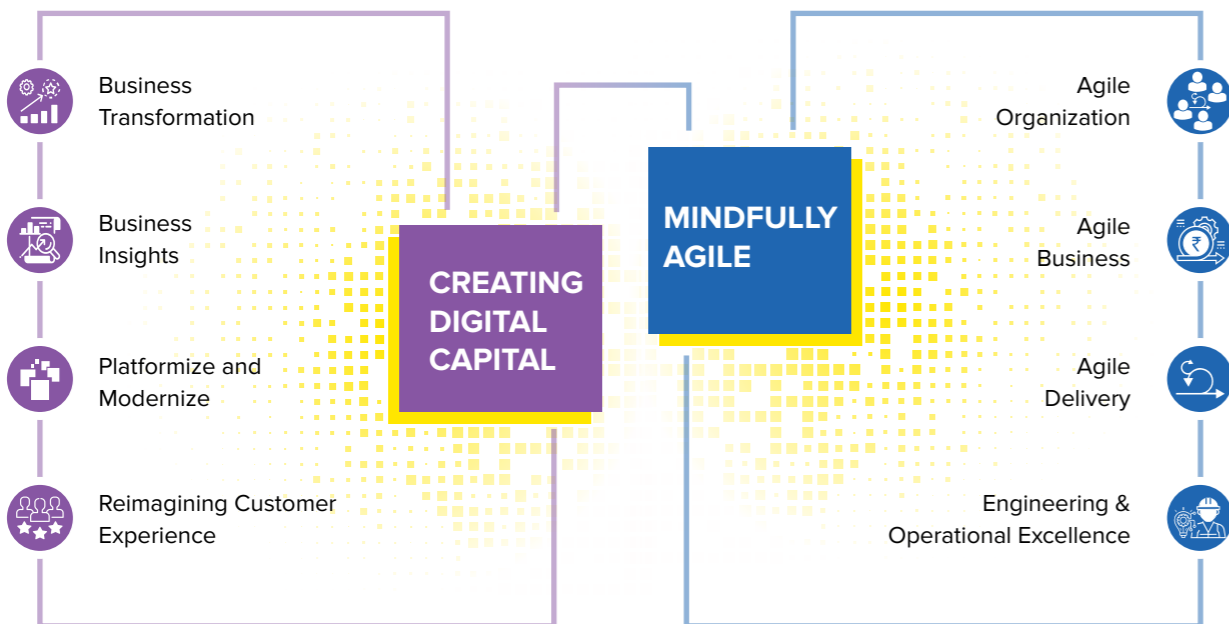 Business
Transformation
Business
Insights
Platformize and
Modernize
Reimagining Customer
Experience
CREATING
DIGITAL
CAPITAL
MINDFULLY
AGILE
Agile
Organization
Agile
Business
₹
Agile
Delivery
Engineering &
Operational Excellence